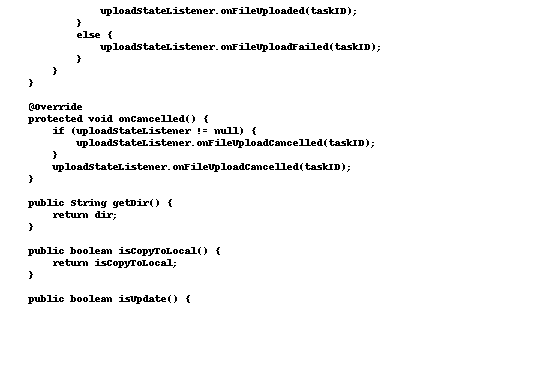 uploadStateListener.onFileUploaded(taskID);
        }
        else {
            uploadStateListener.onFileUploadFailed(taskID);
        }
    }
}

@Override
protected void onCancelled() {
    if (uploadStateListener != null) {
        uploadStateListener.onFileUploadCancelled(taskID);
    }
    uploadStateListener.onFileUploadCancelled(taskID);
}

public String getDir() {
    return dir;
}

public boolean isCopyToLocal() {
    return isCopyToLocal;
}

public boolean isUpdate() {